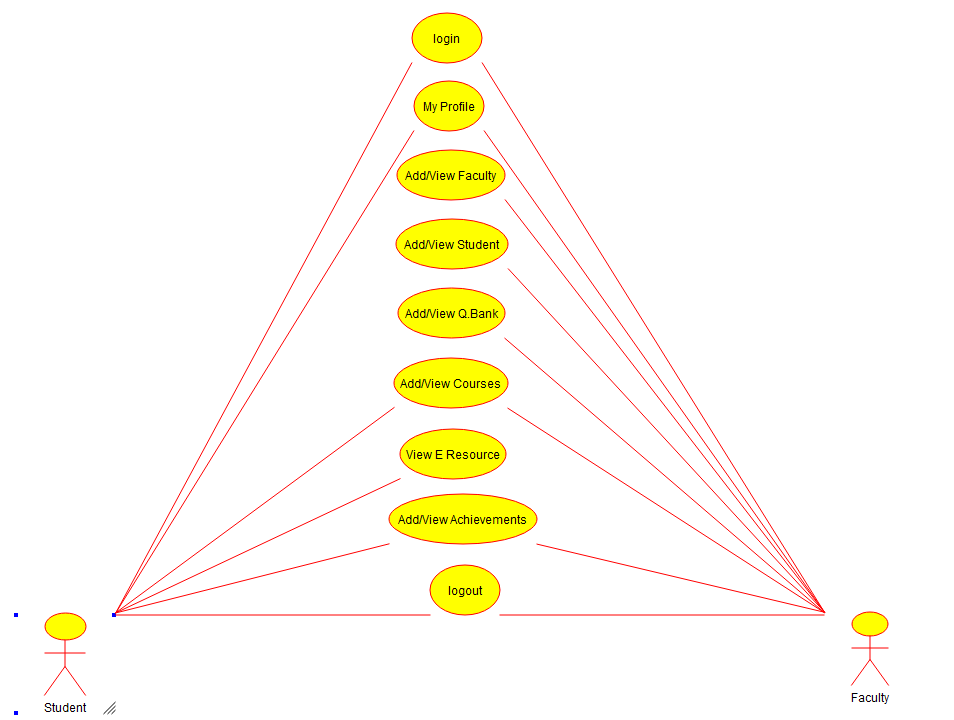 login
My Profile
Add/View Faculty
Add/View Student
Add/View Q.Bank
Add/View Courses
View E Resource
Add/View Achievements
logout
Student
Faculty